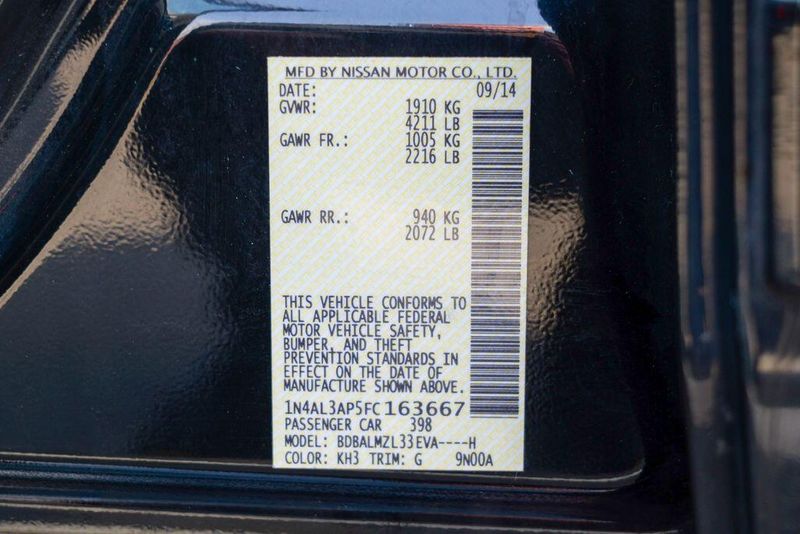 MFD BY NISSAN MOTOR CO., LTD.
DATE: 09/14
GVWR: 1910 KG
4211 LB
GAWR FR.: 1005 KG
2216 LB
GAWR RR.: 940 KG
2072 LB
THIS VEHICLE CONFORMS TO
ALL APPLICABLE FEDERAL
MOTOR VEHICLE SAFETY,
BUMPER, AND THEFT
PREVENTION STANDARDS IN
EFFECT ON THE DATE OF
MANUFACTURE SHOWN ABOVE.
1N4AL3AP5FC163667
PASSENGER CAR 398
MODEL: BDBALMZL33EVA----H
COLOR: KH3 TRIM: G 9N00A